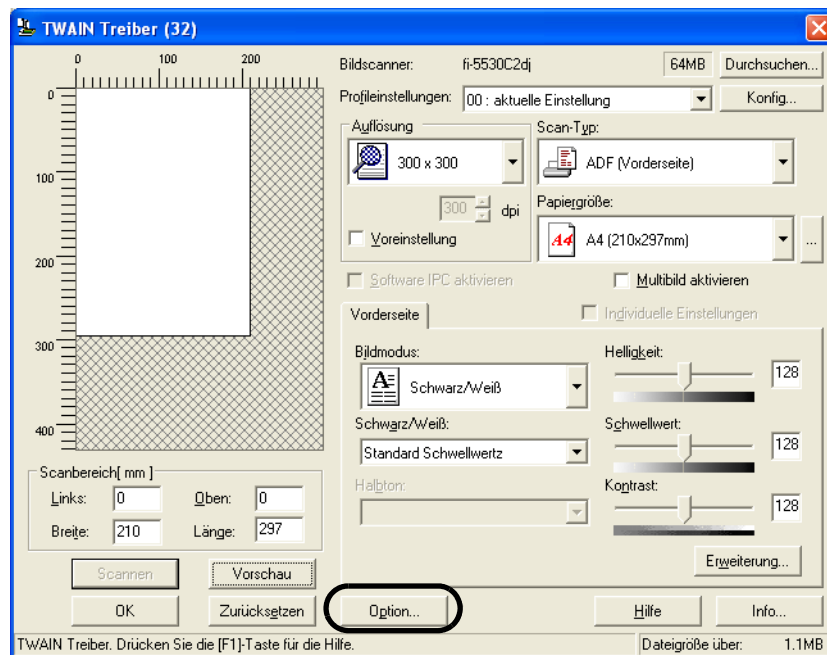 TWAIN Treiber (32)
0 100 200
0
100
200
300
400
Bildscanner: fi-5530C2dj 64MB Durchsuchen...
Profileinstellungen: 00 : aktuelle Einstellung Konfig...
Auflösung
300 x 300
300 dpi
Voreinstellung
Scan-Typ:
ADF (Vorderseite)
Papiergröße:
A4 A4 (210x297mm) ...
Software IPC aktivieren
Multibild aktivieren
Vorderseite
Individuelle Einstellungen
Bildmodus:
A Schwarz/Weiß
Schwarz/Weiß:
Standard Schwellwertz
Halbton:
Helligkeit:
128
Schwellwert:
128
Kontrast:
128
Erweiterung...
Scanbereich[ mm ]
Links: 0 Oben: 0
Breite: 210 Länge: 297
Scannen Vorschau
OK Zurücksetzen Option... Hilfe Info...
TWAIN Treiber. Drücken Sie die [F1]-Taste für die Hilfe. Dateigröße über: 1.1MB